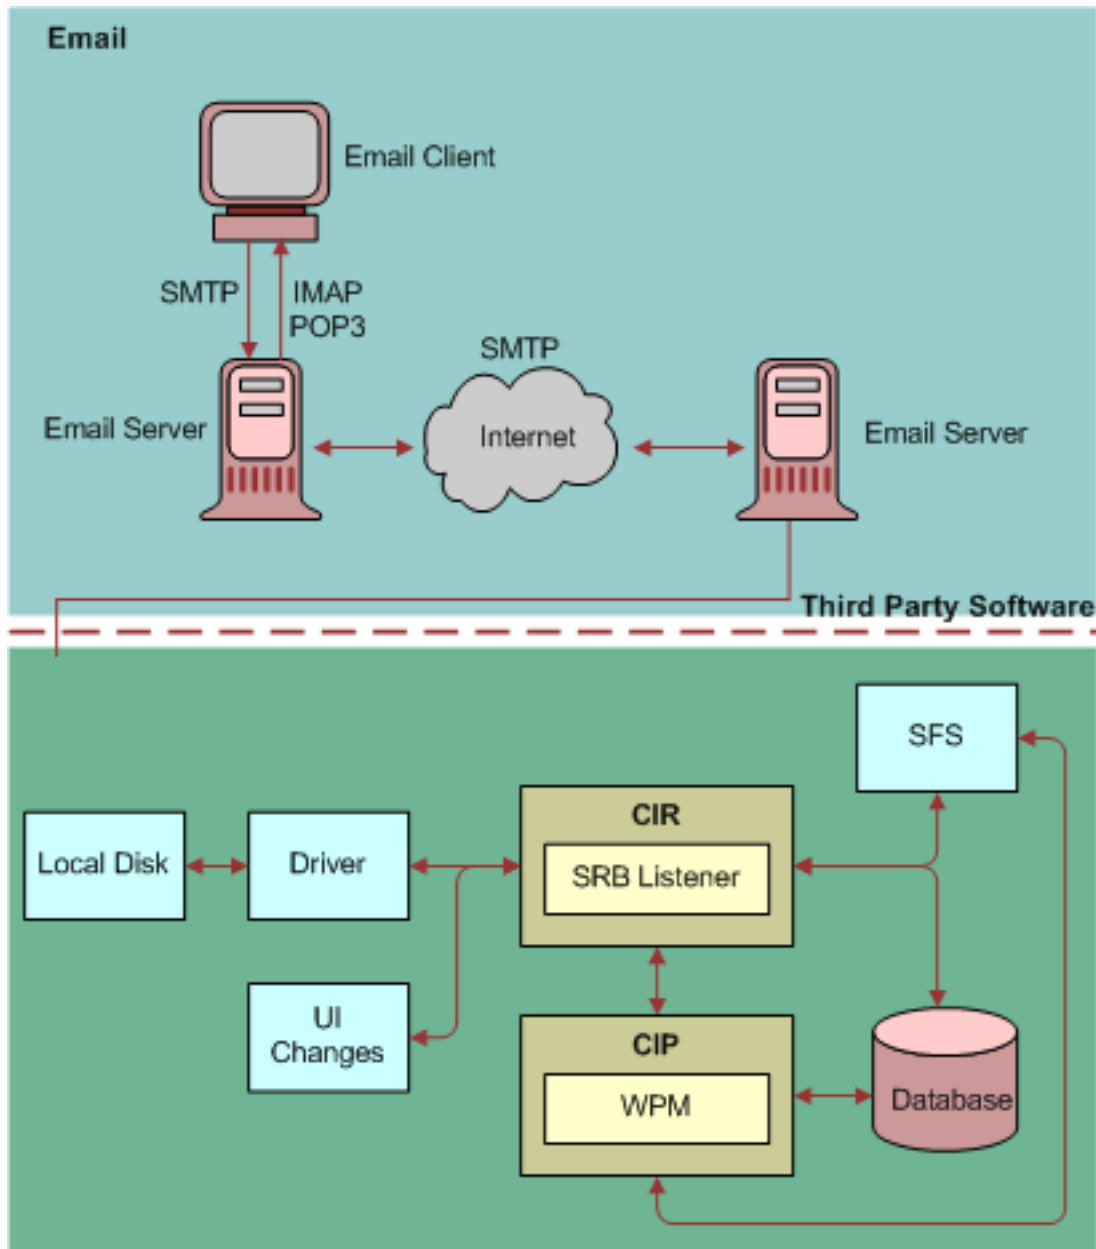 Email
Email Client
SMTP
IMAP
POP3
SMTP
Email Server
Internet
Email Server
Third Party Software
SFS
CIR
Local Disk
Driver
SRB Listener
UI
Changes
CIP
WPM
Database